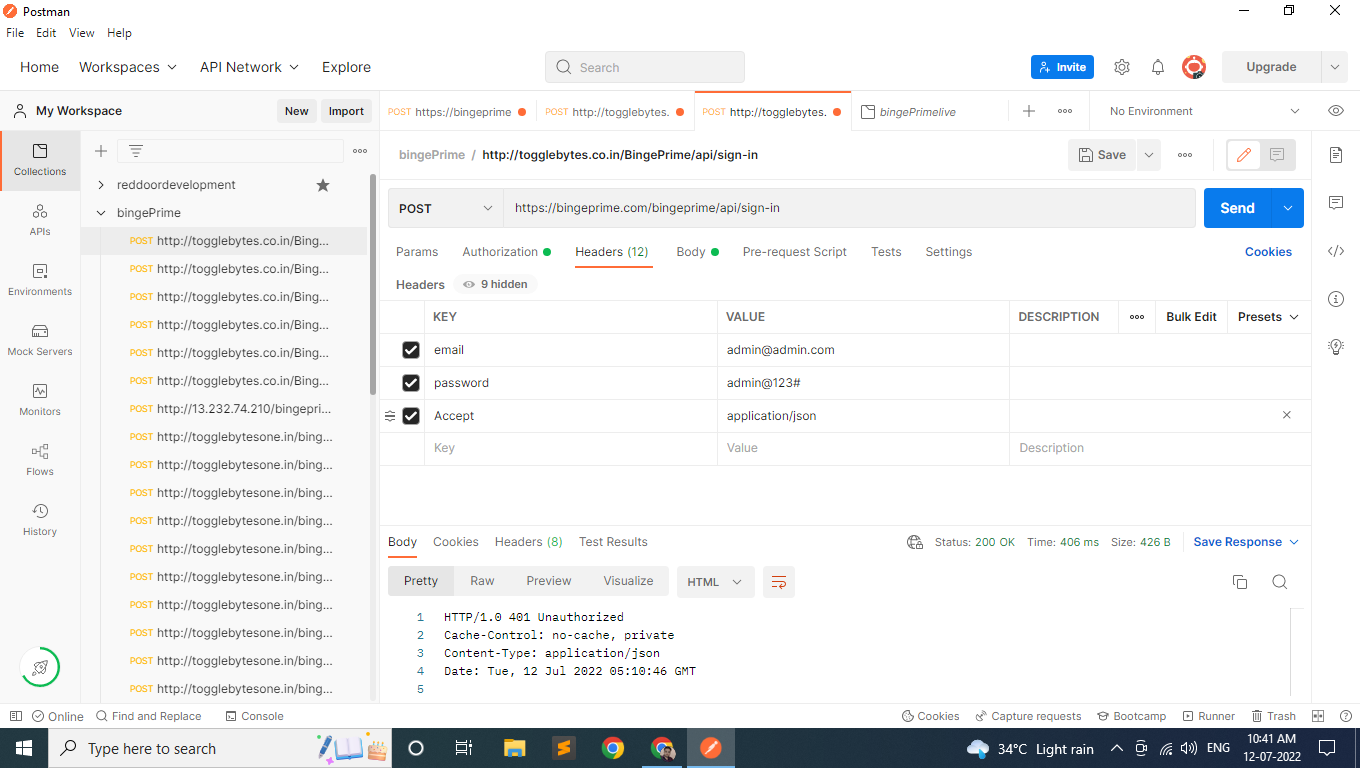 Postman
File Edit View Help
Home Workspaces API Network Explore Search Invite Upgrade
My Workspace New Import
POST https://bingeprime POST http://togglebytes. POST http://togglebytes. bingePrimelive No Environment
Collections
APIs
Environments
Mock Servers
Monitors
Flows
History
reddoordevelopment
bingePrime
POST http://togglebytes.co.in/Bing...
POST http://togglebytes.co.in/Bing...
POST http://togglebytes.co.in/Bing...
POST http://togglebytes.co.in/Bing...
POST http://togglebytes.co.in/Bing...
POST http://togglebytes.co.in/Bing...
POST http://13.232.74.210/bingepri...
POST http://togglebytesone.in/bing...
POST http://togglebytesone.in/bing...
POST http://togglebytesone.in/bing...
POST http://togglebytesone.in/bing...
POST http://togglebytesone.in/bing...
POST http://togglebytesone.in/bing...
POST http://togglebytesone.in/bing...
POST http://togglebytesone.in/bing...
POST http://togglebytesone.in/bing...
POST http://togglebytesone.in/bing...
bingePrime / http://togglebytes.co.in/BingePrime/api/sign-in Save
POST https://bingeprime.com/bingeprime/api/sign-in Send
Params Authorization Headers (12) Body Pre-request Script Tests Settings Cookies
Headers 9 hidden
KEY VALUE DESCRIPTION Bulk Edit Presets
email admin@admin.com
password admin@123#
Accept application/json
Key Value Description
Body Cookies Headers (8) Test Results Status: 200 OK Time: 406 ms Size: 426 B Save Response
Pretty Raw Preview Visualize HTML
1 HTTP/1.0 401 Unauthorized
2 Cache-Control: no-cache, private
3 Content-Type: application/json
4 Date: Tue, 12 Jul 2022 05:10:46 GMT
5
Online Find and Replace Console Cookies Capture requests Bootcamp Runner Trash
Type here to search 34°C Light rain ENG 10:41 AM
12-07-2022